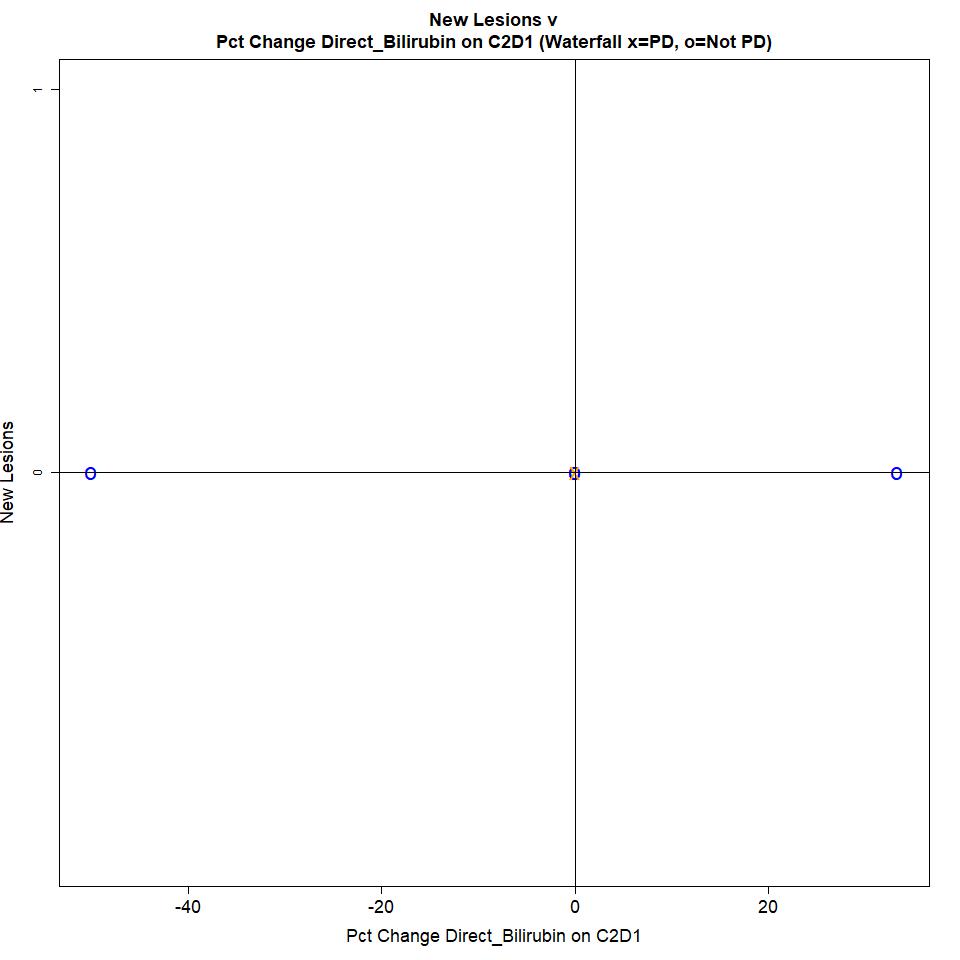 New Lesions v
Pct Change Direct_Bilirubin on C2D1 (Waterfall x=PD, o=Not PD)
1
0
New Lesions
O
O
-40
-20
0
20
Pct Change Direct_Bilirubin on C2D1